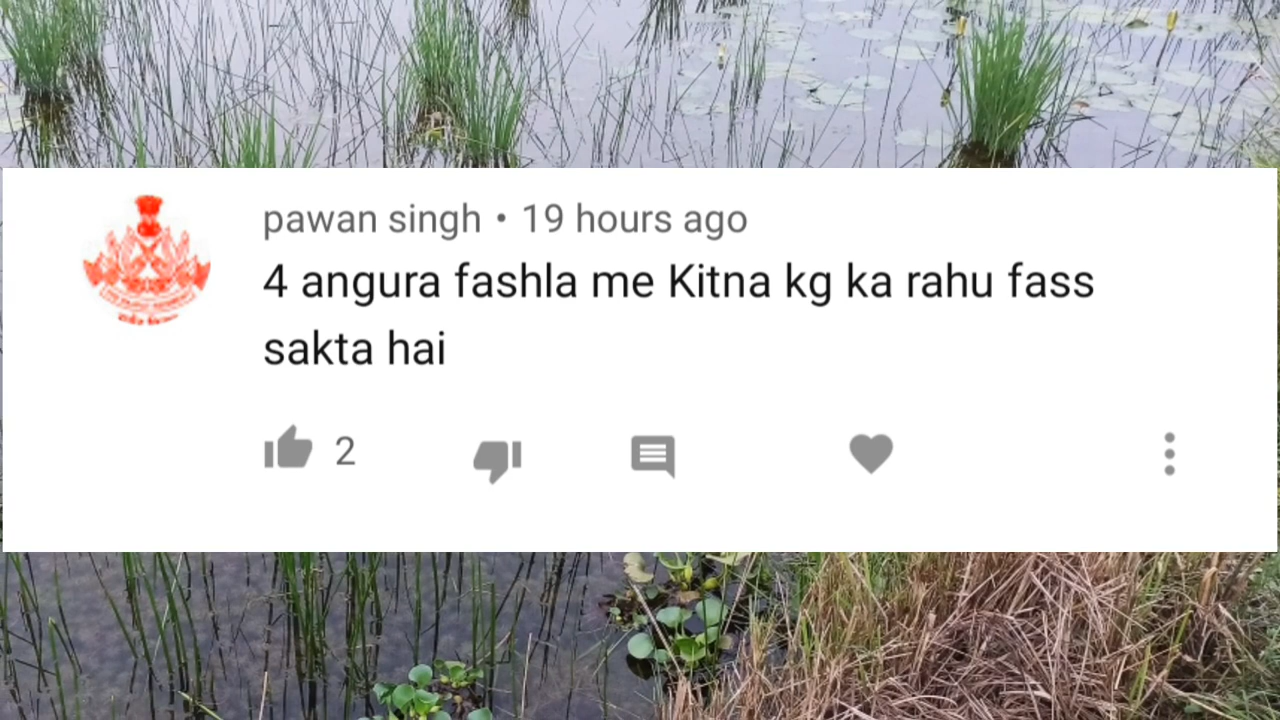 pawan singh • 19 hours ago
4 angura fashla me Kitna kg ka rahu fass
sakta hai
2